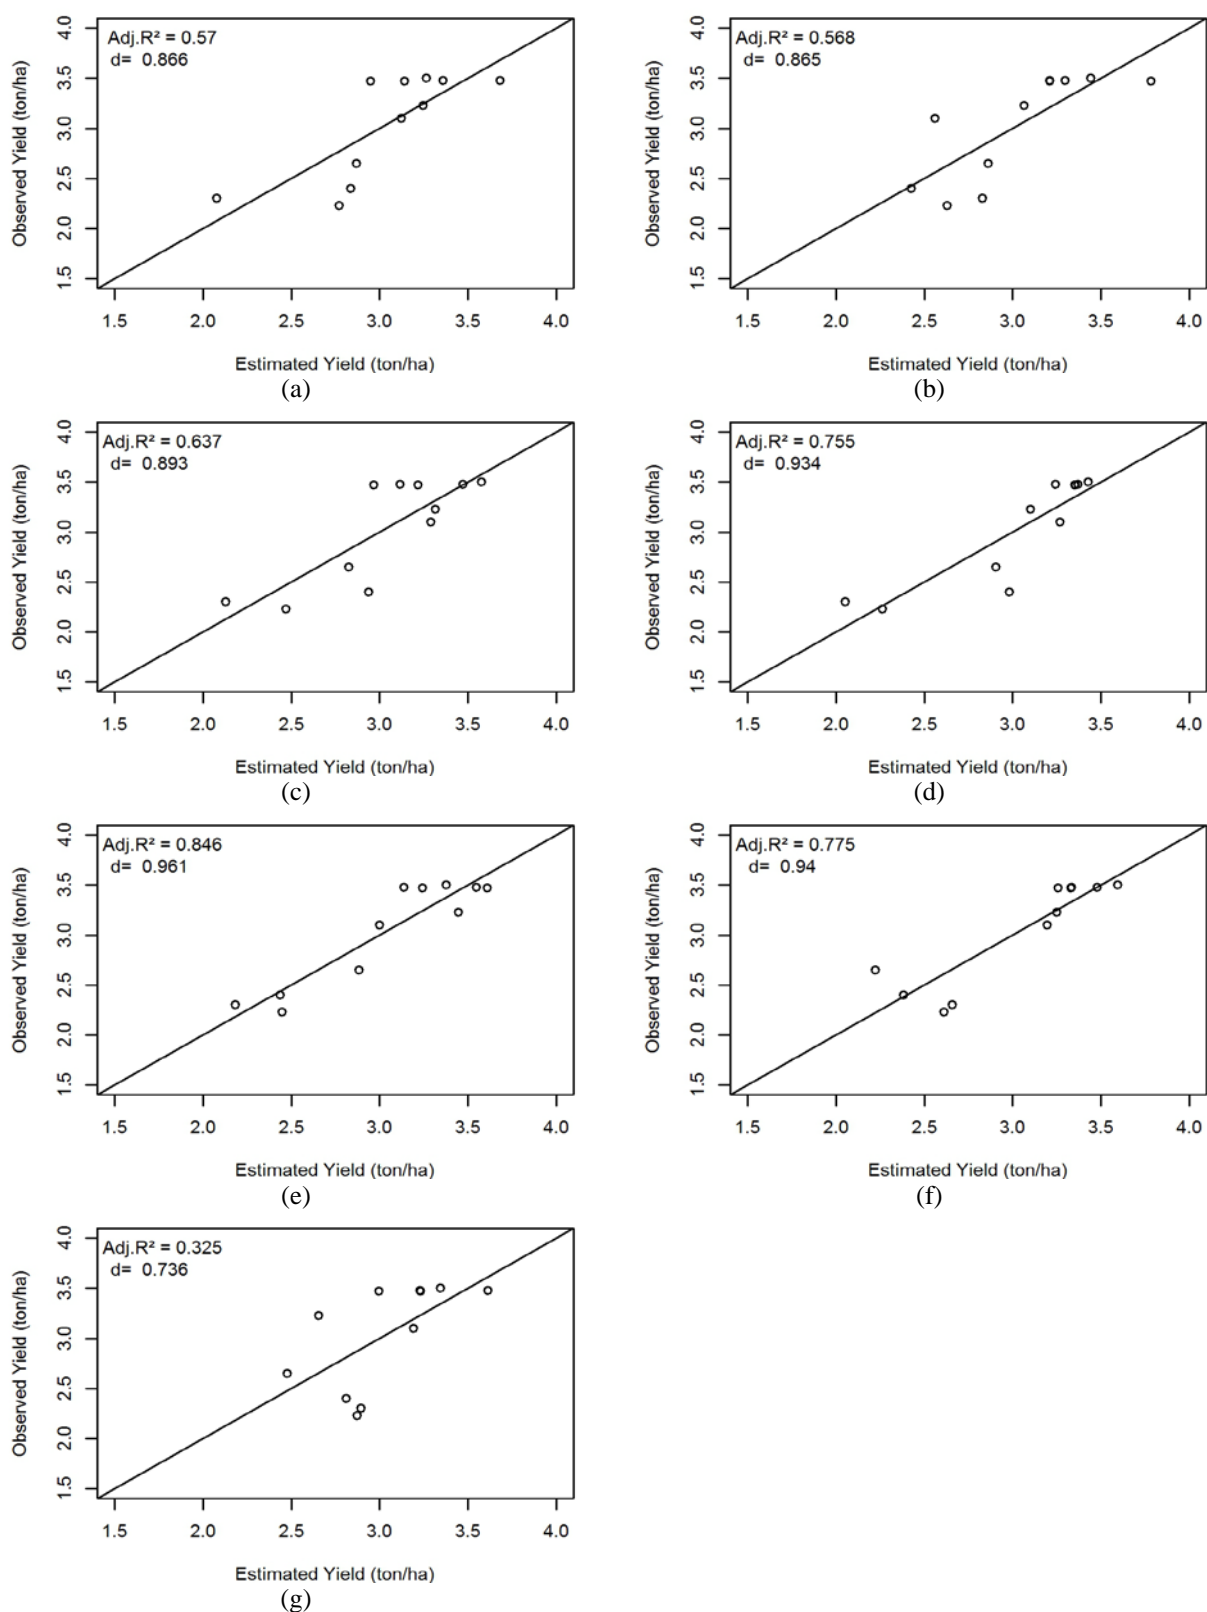 Adj.R² = 0.57
d= 0.866
Observed Yield (ton/ha)
4.0
3.5
3.0
2.5
2.0
1.5
1.5 2.0 2.5 3.0 3.5 4.0
Estimated Yield (ton/ha)
(a)
Adj.R² = 0.568
d= 0.865
Observed Yield (ton/ha)
4.0
3.5
3.0
2.5
2.0
1.5
1.5 2.0 2.5 3.0 3.5 4.0
Estimated Yield (ton/ha)
(b)
Adj.R² = 0.637
d= 0.893
Observed Yield (ton/ha)
4.0
3.5
3.0
2.5
2.0
1.5
1.5 2.0 2.5 3.0 3.5 4.0
Estimated Yield (ton/ha)
(c)
Adj.R² = 0.755
d= 0.934
Observed Yield (ton/ha)
4.0
3.5
3.0
2.5
2.0
1.5
1.5 2.0 2.5 3.0 3.5 4.0
Estimated Yield (ton/ha)
(d)
Adj.R² = 0.846
d= 0.961
Observed Yield (ton/ha)
4.0
3.5
3.0
2.5
2.0
1.5
1.5 2.0 2.5 3.0 3.5 4.0
Estimated Yield (ton/ha)
(e)
Adj.R² = 0.775
d= 0.94
Observed Yield (ton/ha)
4.0
3.5
3.0
2.5
2.0
1.5
1.5 2.0 2.5 3.0 3.5 4.0
Estimated Yield (ton/ha)
(f)
Adj.R² = 0.325
d= 0.736
Observed Yield (ton/ha)
4.0
3.5
3.0
2.5
2.0
1.5
1.5 2.0 2.5 3.0 3.5 4.0
Estimated Yield (ton/ha)
(g)